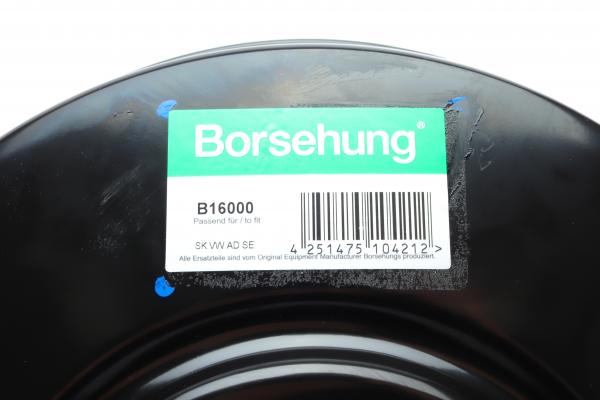 Borsehung®
B16000
Passend für / to fit
SK VW AD SE
4 251475 104212 >
Alle Ersatzteile sind vom Original Equipment Manufacturer Borsehungs produziert.